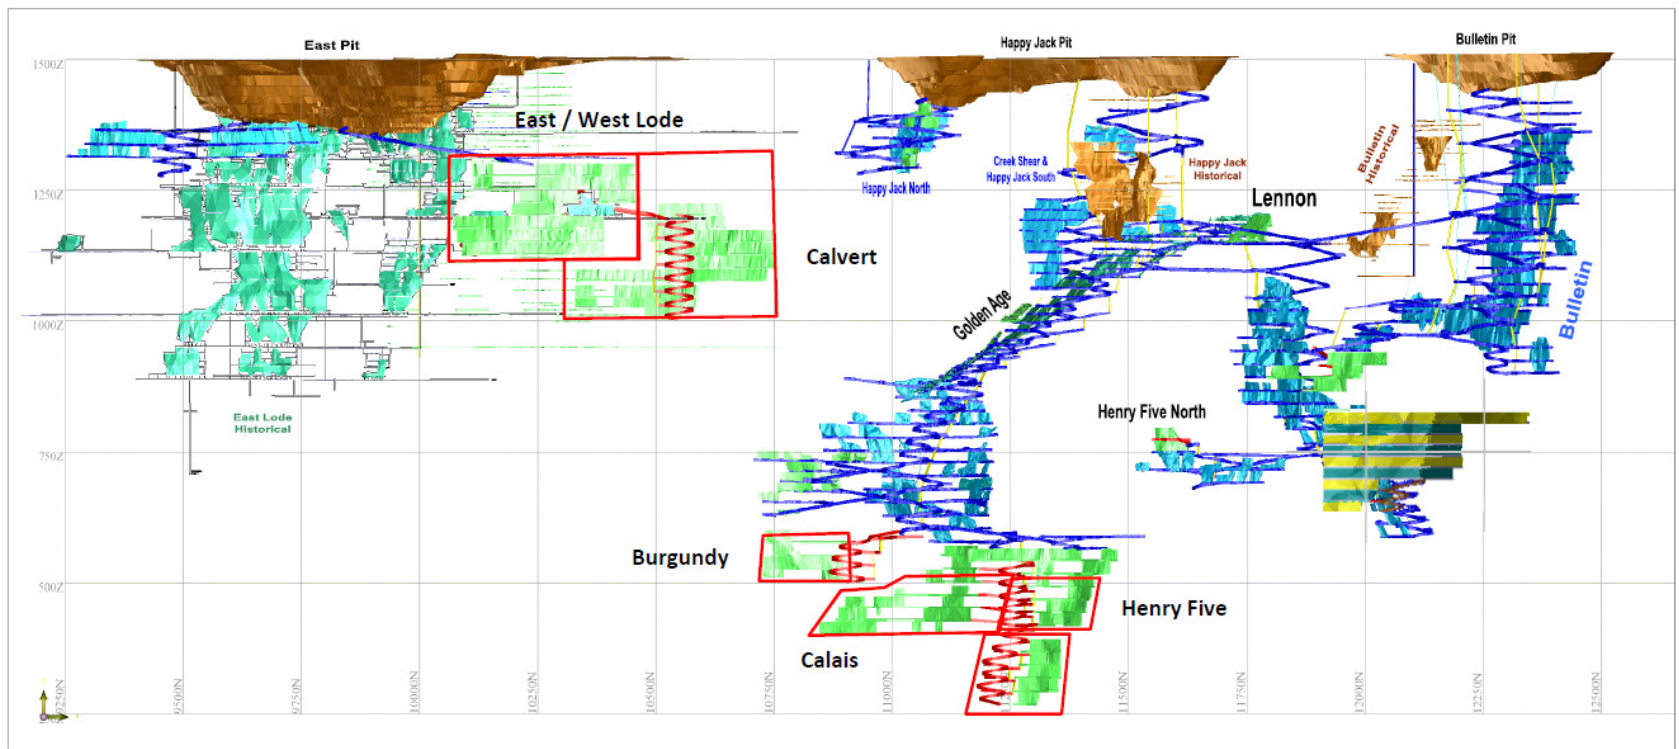 East Pit
Happy Jack Pit
Bulletin Pit
1500Z
East / West Lode
Creek Shear &
Happy Jack South
Happy Jack
Historical
Bulletin
Historical
Happy Jack North
1250Z
Lennon
Calvert
Golden Age
Bulletin
1000Z
East Lode
Historical
Henry Five North
750Z
Burgundy
500Z
Henry Five
Calais
9250N
9500N
9750N
10000N
10250N
10500N
10750N
11000N
11500N
11750N
12000N
12250N
12500N